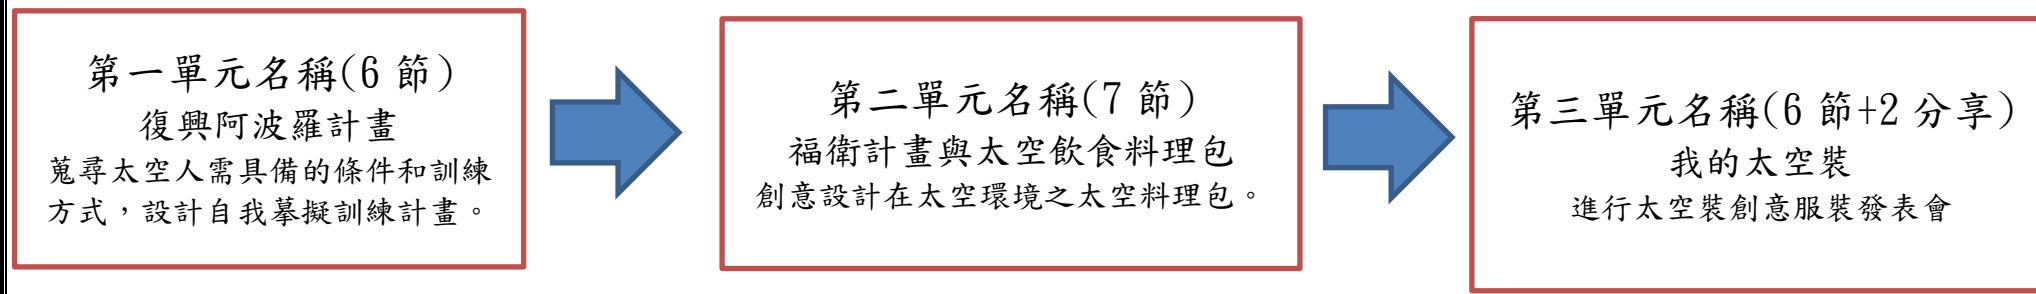 第一單元名稱(6 節)
復興阿波羅計畫
蒐尋太空人需具備的條件和訓練
方式，設計自我摹擬訓練計畫。
第二單元名稱(7 節)
福衛計畫與太空飲食料理包
創意設計在太空環境之太空料理包。
第三單元名稱(6 節+2 分享)
我的太空裝
進行太空裝創意服裝發表會